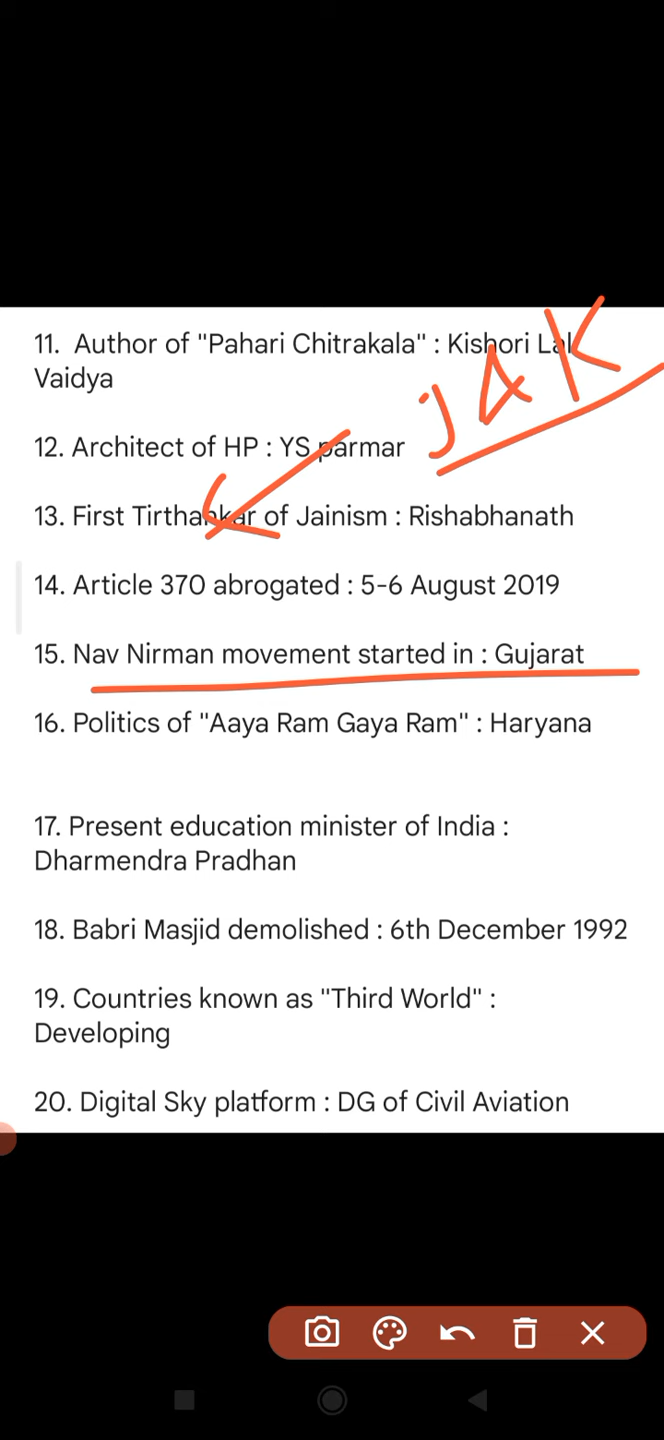 11. Author of "Pahari Chitrakala" : Kishori Lal
Vaidya
J&K
12. Architect of HP : YS parmar
13. First Tirthankar of Jainism : Rishabhanath
14. Article 370 abrogated : 5-6 August 2019
15. Nav Nirman movement started in : Gujarat
16. Politics of "Aaya Ram Gaya Ram" : Haryana
17. Present education minister of India :
Dharmendra Pradhan
18. Babri Masjid demolished : 6th December 1992
19. Countries known as "Third World" :
Developing
20. Digital Sky platform : DG of Civil Aviation